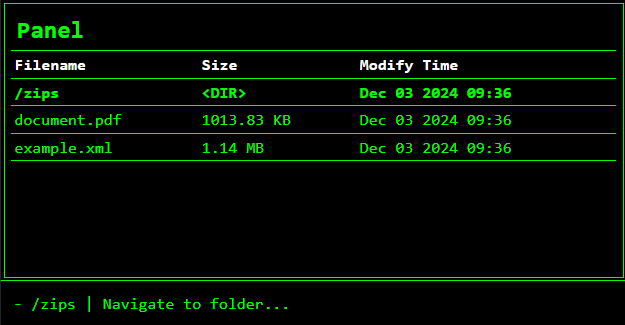 Panel
Filename Size Modify Time
/zips <DIR> Dec 03 2024 09:36
document.pdf 1013.83 KB Dec 03 2024 09:36
example.xml 1.14 MB Dec 03 2024 09:36
- /zips | Navigate to folder...